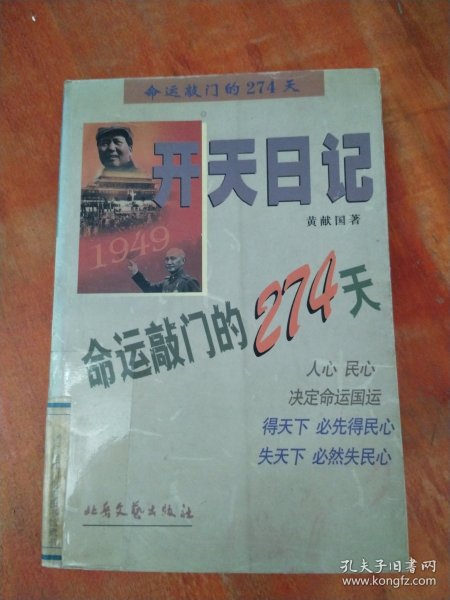 命运敲门的274天
开天日记
1949
黄献国 著
命运敲门的274天
人心 民心
决定命运国运
得天下 必先得民心
失天下 必然失民心
北岳文艺出版社
孔夫子旧书网
www.kongfz.com